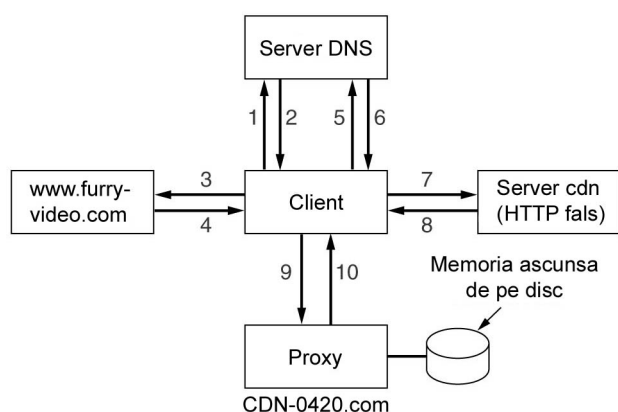 Server DNS
1
2
5
6
www.furry-
video.com
3
4
Client
7
8
Server cdn
(HTTP fals)
9
10
Memoria ascunsa
de pe disc
Proxy
CDN-0420.com